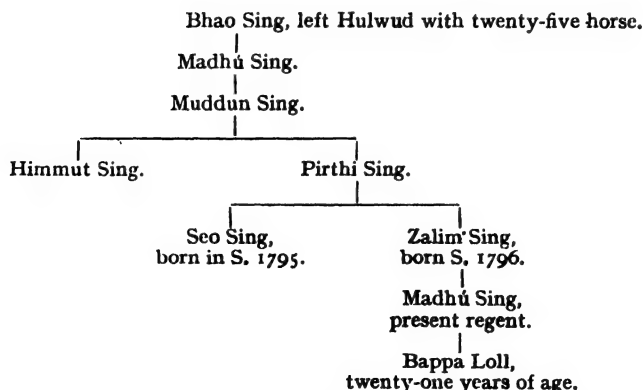 Bhao Sing, left Hulwud with twenty-five horse.
Madhú Sing.
Muddun Sing.
Himmut Sing. Pirthi Sing.
Seo Sing, Zalim Sing,
born in S. 1795. born S. 1796.
Madhú Sing,
present regent.
Bappa Loll,
twenty-one years of age.